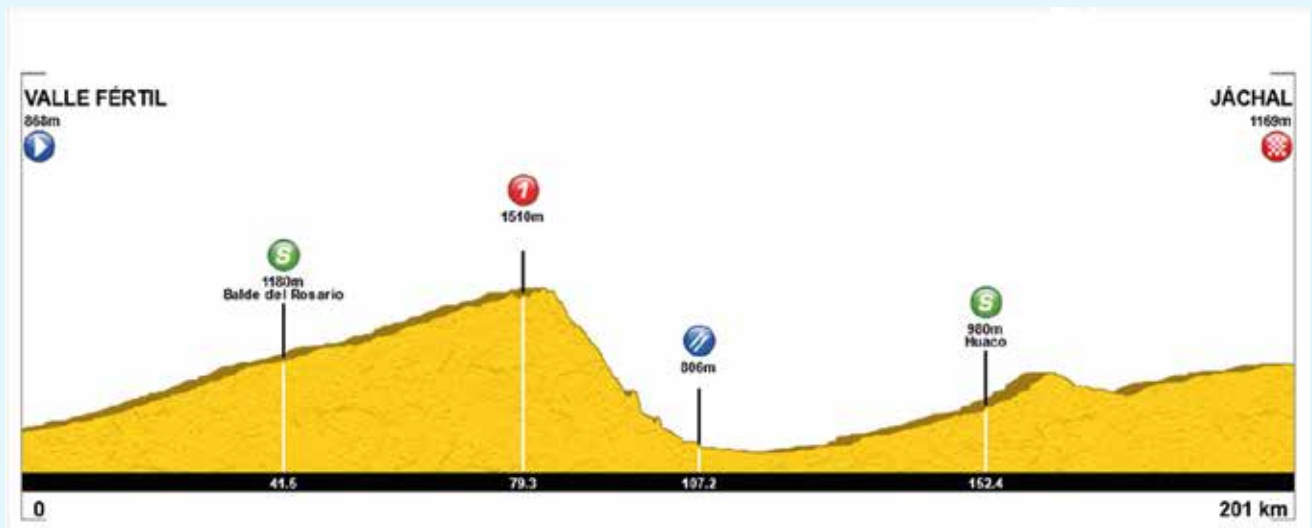 VALLE FÉRTIL
868m
JÁCHAL
1169m
1
1510m
S
1180m
Balde del Rosario
S
980m
Huaco
806m
41.5
79.3
107.2
152.4
0
201 km